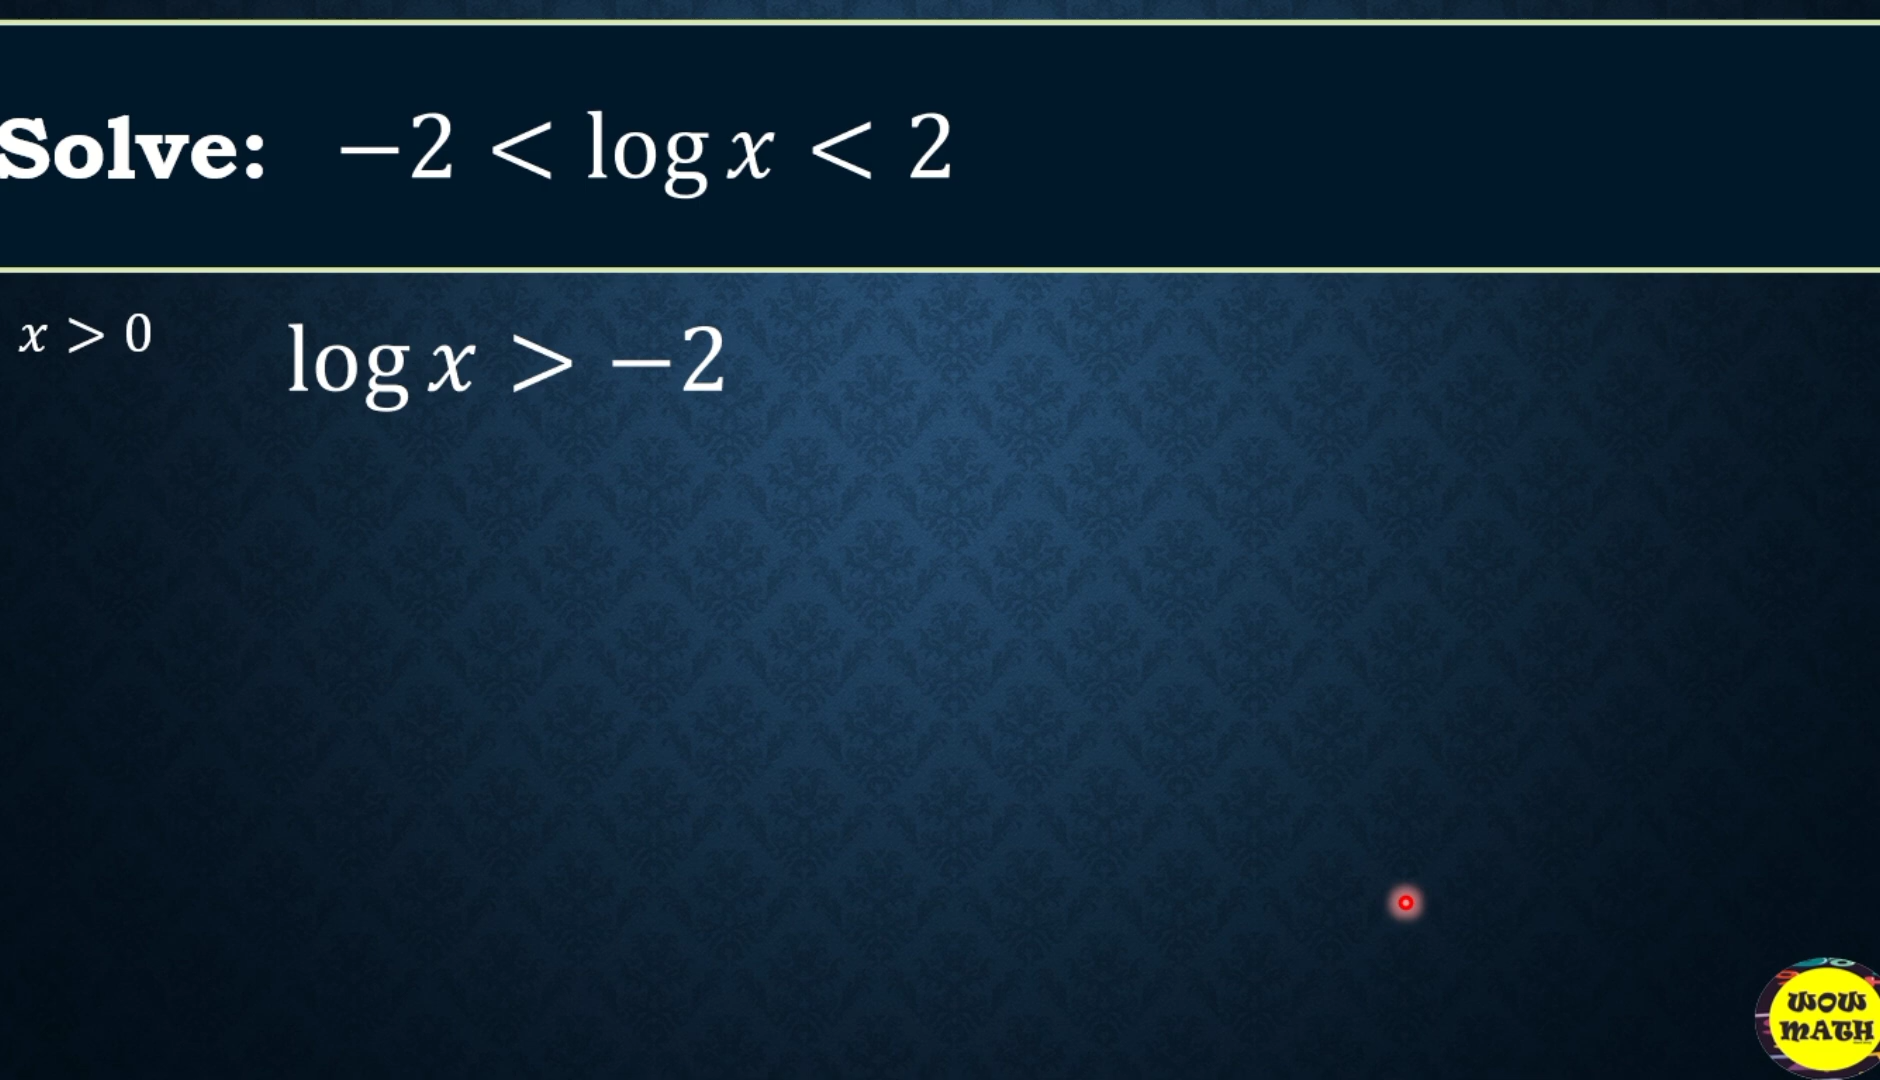 Solve: −2 < log x < 2
x > 0
log x > −2
WOW
MATH